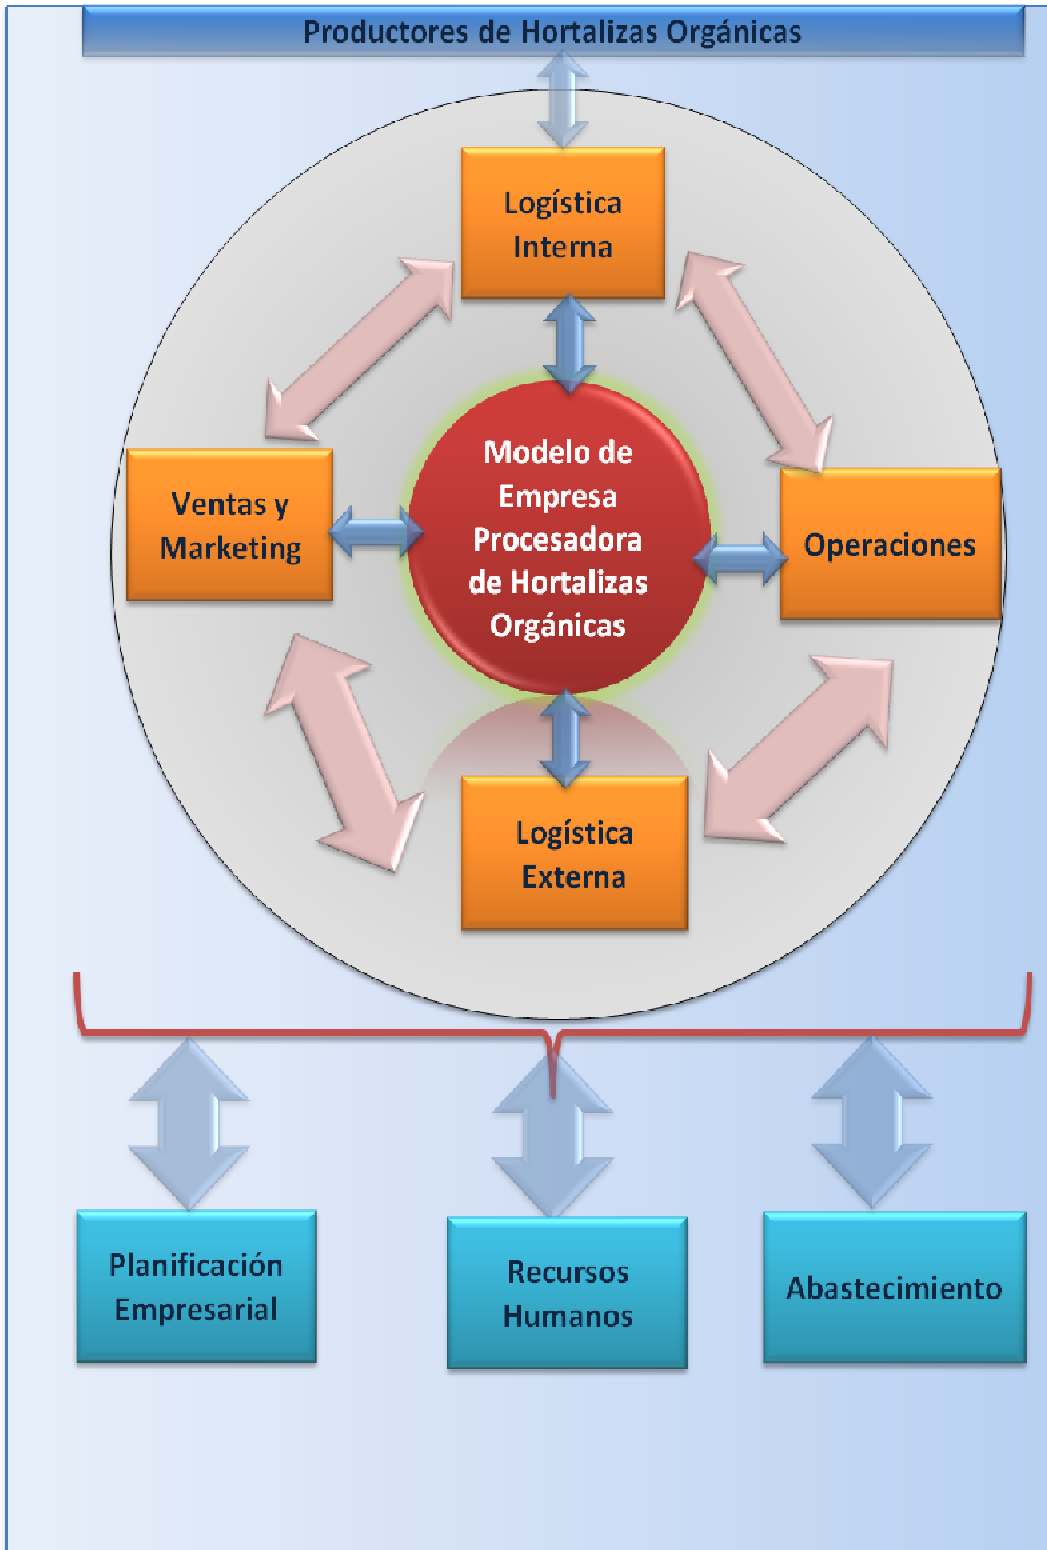 Productores de Hortalizas Orgánicas
Logística
Interna
Modelo de
Empresa
Procesadora
de Hortalizas
Orgánicas
Ventas y
Marketing
Operaciones
Logística
Externa
Planificación
Empresarial
Recursos
Humanos
Abastecimiento